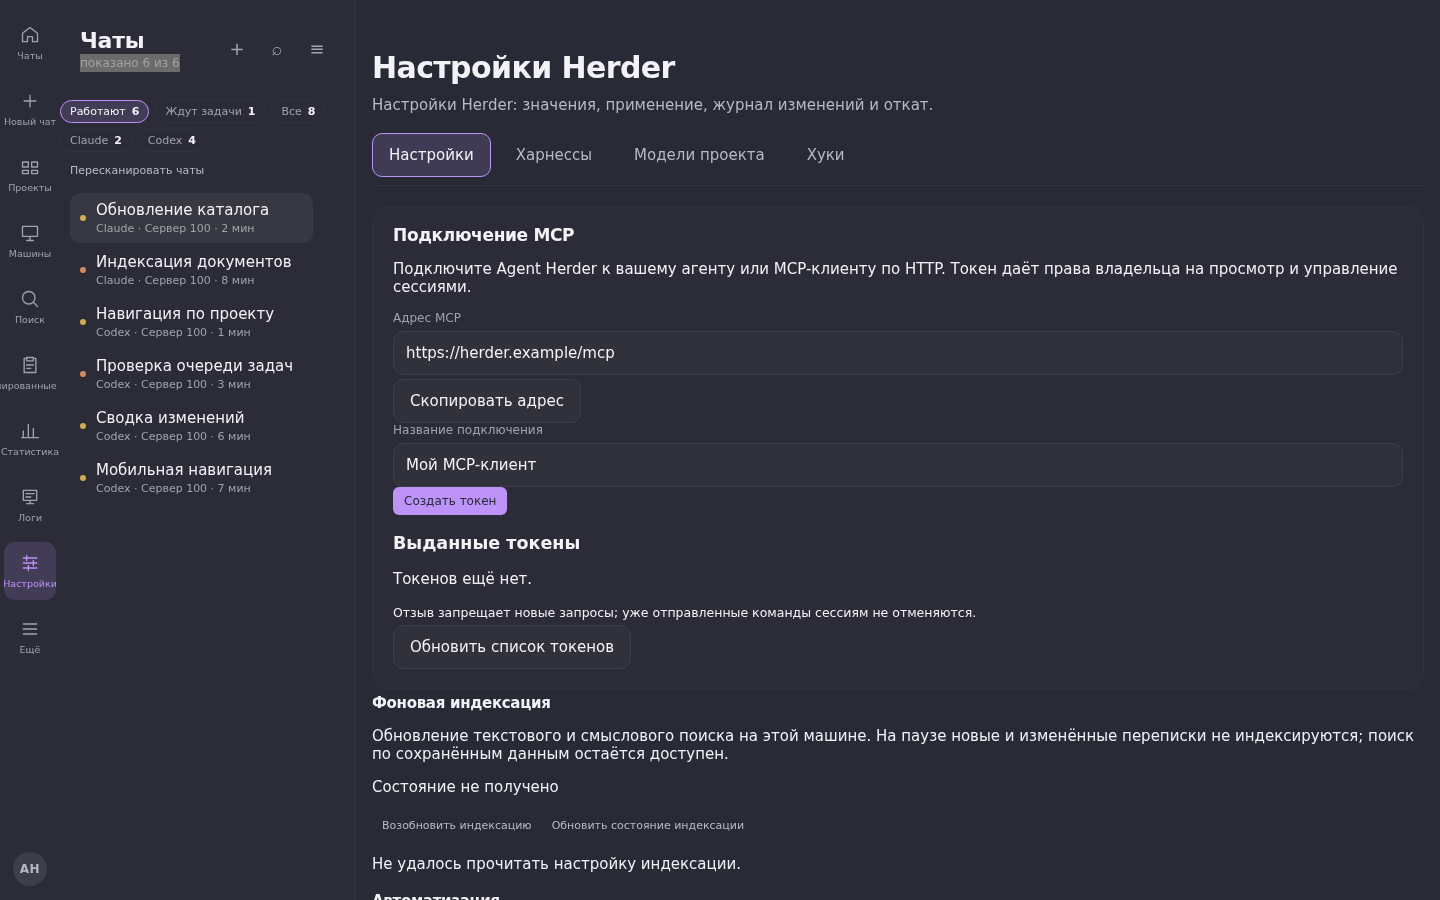 Чаты
Новый чат
Проекты
Машины
Поиск
нированные
Статистика
Логи
Настройки
Ещё
АН
Чаты
показано 6 из 6
Работают 6
Ждут задачи 1
Все 8
Claude 2
Codex 4
Пересканировать чаты
Обновление каталога
Claude · Сервер 100 · 2 мин
Индексация документов
Claude · Сервер 100 · 8 мин
Навигация по проекту
Codex · Сервер 100 · 1 мин
Проверка очереди задач
Codex · Сервер 100 · 3 мин
Сводка изменений
Codex · Сервер 100 · 6 мин
Мобильная навигация
Codex · Сервер 100 · 7 мин
Настройки Herder
Настройки Herder: значения, применение, журнал изменений и откат.
Настройки
Харнессы
Модели проекта
Хуки
Подключение MCP
Подключите Agent Herder к вашему агенту или MCP-клиенту по HTTP. Токен даёт права владельца на просмотр и управление
сессиями.
Адрес MCP
https://herder.example/mcp
Скопировать адрес
Название подключения
Мой MCP-клиент
Создать токен
Выданные токены
Токенов ещё нет.
Отзыв запрещает новые запросы; уже отправленные команды сессиям не отменяются.
Обновить список токенов
Фоновая индексация
Обновление текстового и смыслового поиска на этой машине. На паузе новые и изменённые переписки не индексируются; поиск
по сохранённым данным остаётся доступен.
Состояние не получено
Возобновить индексацию
Обновить состояние индексации
Не удалось прочитать настройку индексации.
Автоматизация